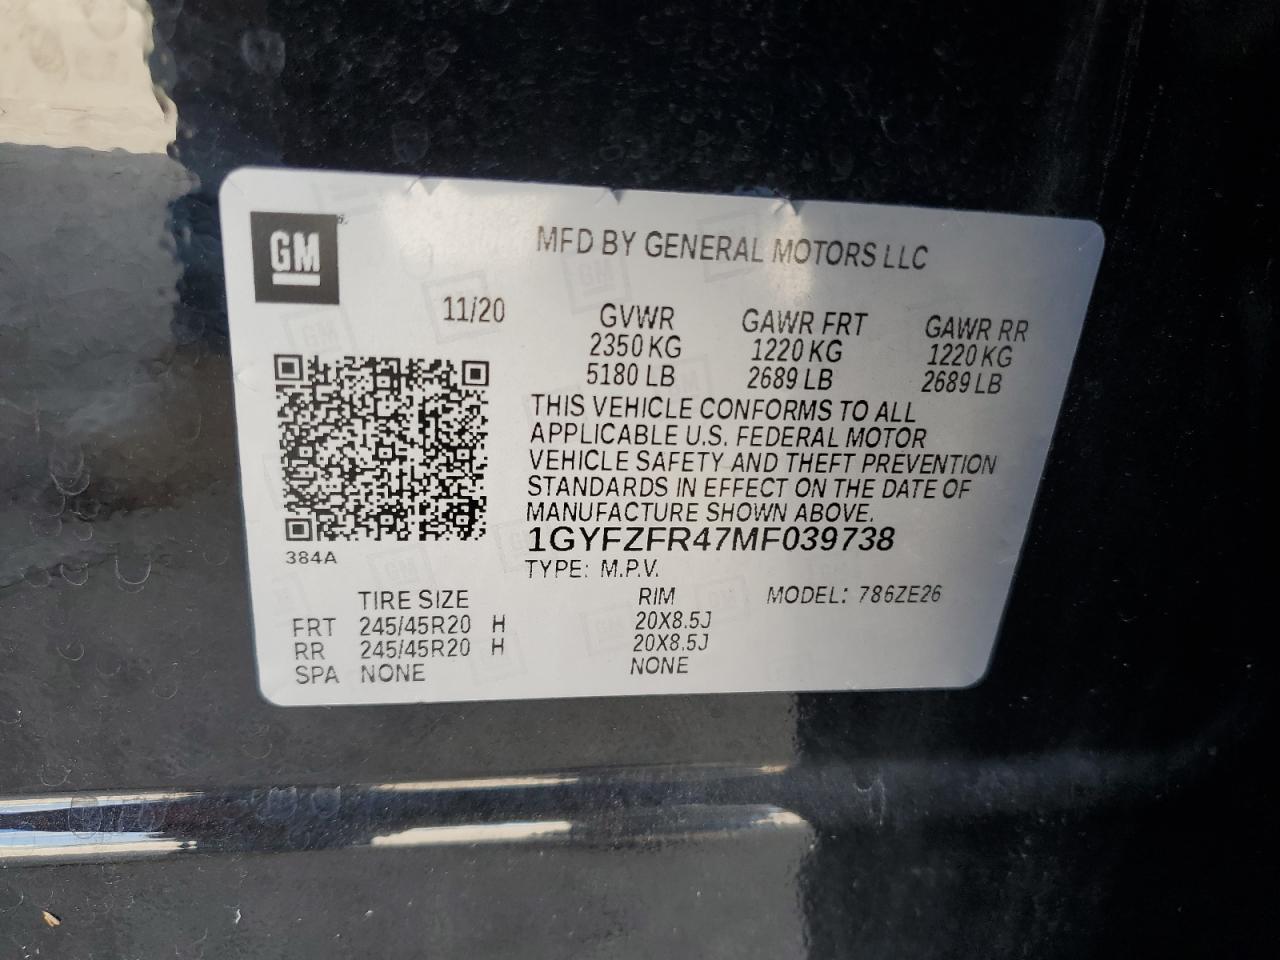 GM
MFD BY GENERAL MOTORS LLC
11/20
GVWR GAWR FRT GAWR RR
2350 KG 1220 KG 1220 KG
5180 LB 2689 LB 2689 LB
THIS VEHICLE CONFORMS TO ALL
APPLICABLE U.S. FEDERAL MOTOR
VEHICLE SAFETY AND THEFT PREVENTION
STANDARDS IN EFFECT ON THE DATE OF
MANUFACTURE SHOWN ABOVE.
1GYFZFR47MF039738
384A
TYPE: M.P.V.
TIRE SIZE RIM MODEL: 786ZE26
FRT 245/45R20 H 20X8.5J
RR 245/45R20 H 20X8.5J
SPA NONE NONE